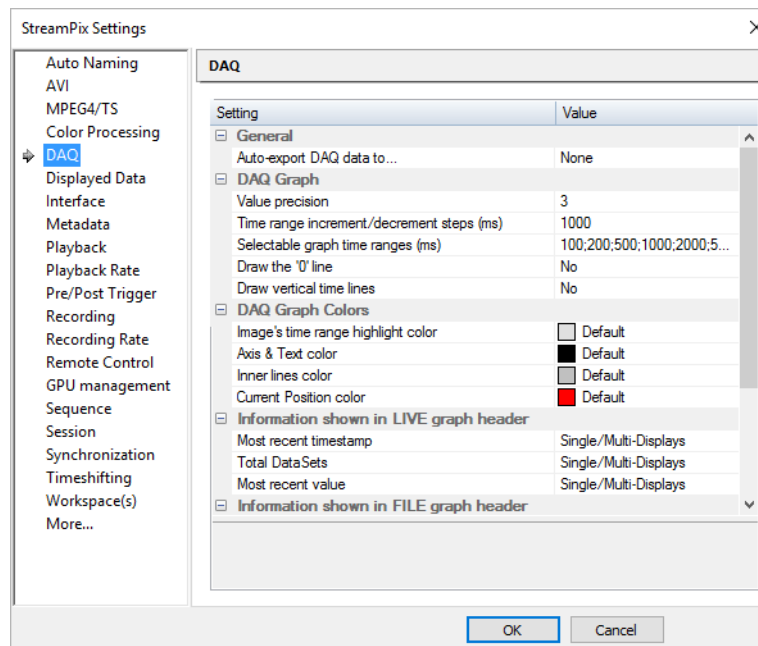 StreamPix Settings
Auto Naming
AVI
MPEG4/TS
Color Processing
DAQ
Displayed Data
Interface
Metadata
Playback
Playback Rate
Pre/Post Trigger
Recording
Recording Rate
Remote Control
GPU management
Sequence
Session
Synchronization
Timeshifting
Workspace(s)
More...
DAQ
Setting Value
General
Auto-export DAQ data to... None
DAQ Graph
Value precision 3
Time range increment/decrement steps (ms) 1000
Selectable graph time ranges (ms) 100;200;500;1000;2000;5...
Draw the '0' line No
Draw vertical time lines No
DAQ Graph Colors
Image's time range highlight color Default
Axis & Text color Default
Inner lines color Default
Current Position color Default
Information shown in LIVE graph header
Most recent timestamp Single/Multi-Displays
Total DataSets Single/Multi-Displays
Most recent value Single/Multi-Displays
Information shown in FILE graph header
OK Cancel